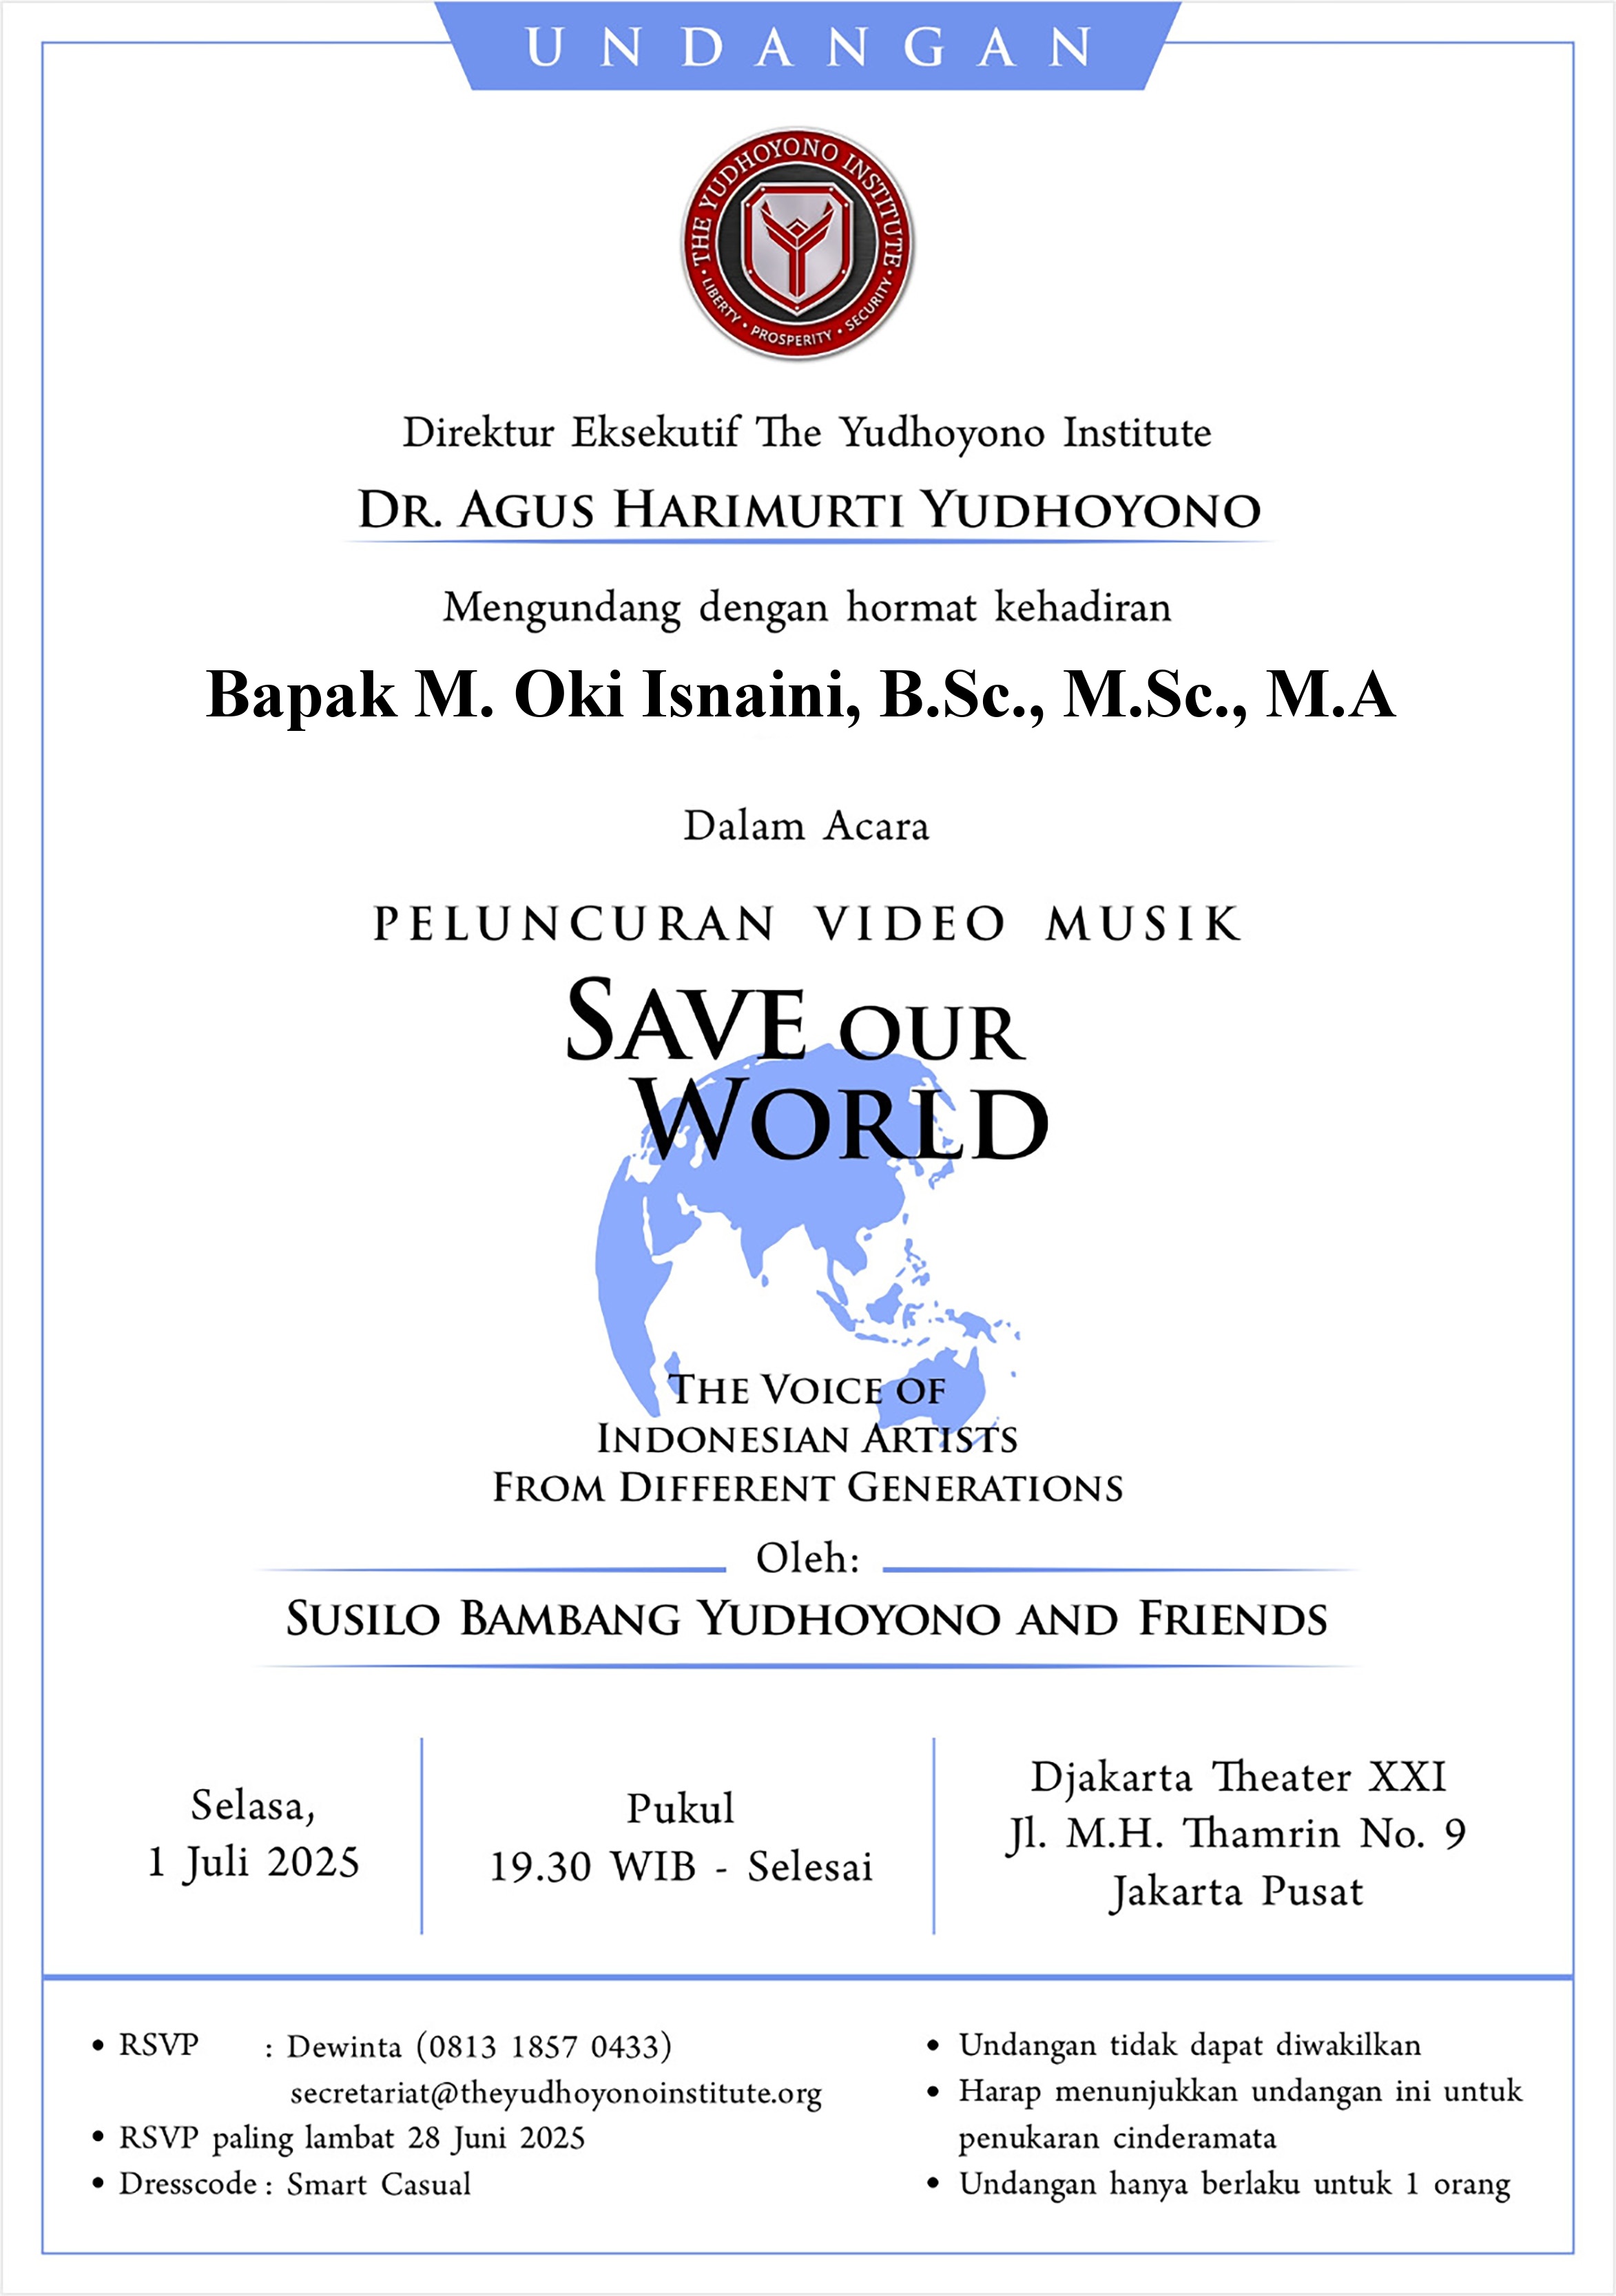 UNDANGAN
THE YUDHOYONO INSTITUTE
LIBERTY • PROSPERITY • SECURITY
Direktur Eksekutif The Yudhoyono Institute
DR. AGUS HARIMURTI YUDHOYONO
Mengundang dengan hormat kehadiran
Bapak M. Oki Isnaini, B.Sc., M.Sc., M.A
Dalam Acara
PELUNCURAN VIDEO MUSIK
SAVE OUR
WORLD
THE VOICE OF
INDONESIAN ARTISTS
FROM DIFFERENT GENERATIONS
Oleh:
SUSILO BAMBANG YUDHOYONO AND FRIENDS
Selasa,
1 Juli 2025
Pukul
19.30 WIB - Selesai
Djakarta Theater XXI
Jl. M.H. Thamrin No. 9
Jakarta Pusat
• RSVP : Dewinta (0813 1857 0433)
secretariat@theyudhoyonoinstitute.org
• RSVP paling lambat 28 Juni 2025
• Dresscode : Smart Casual
• Undangan tidak dapat diwakilkan
• Harap menunjukkan undangan ini untuk
penukaran cinderamata
• Undangan hanya berlaku untuk 1 orang